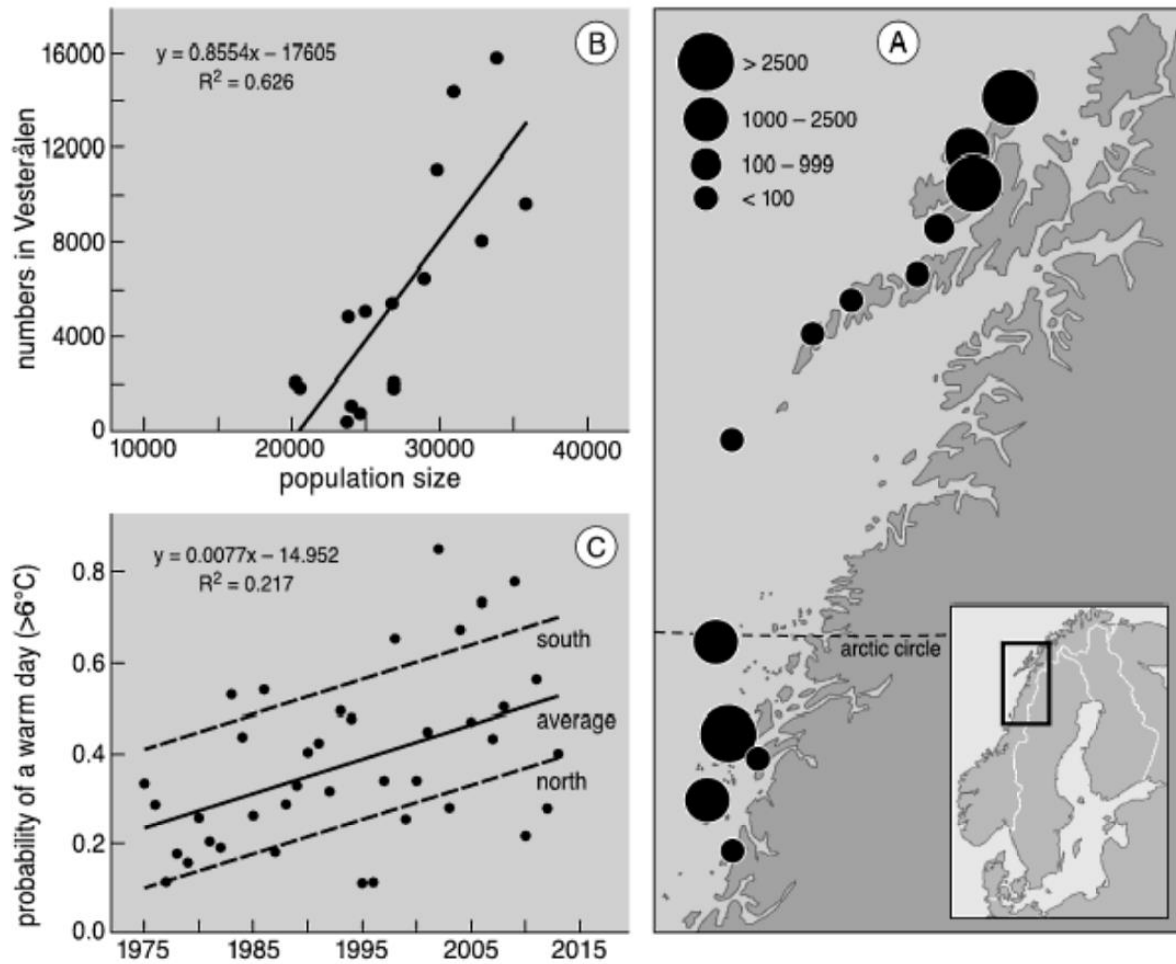 B
y = 0.8554x – 17605
R² = 0.626
numbers in Vesterålen
16000
12000
8000
4000
0
10000
20000
30000
40000
population size
C
y = 0.0077x – 14.952
R² = 0.217
probability of a warm day (>6°C)
0.8
0.6
0.4
0.2
0.0
south
average
north
1975
1985
1995
2005
2015
A
> 2500
1000 – 2500
100 – 999
< 100
arctic circle